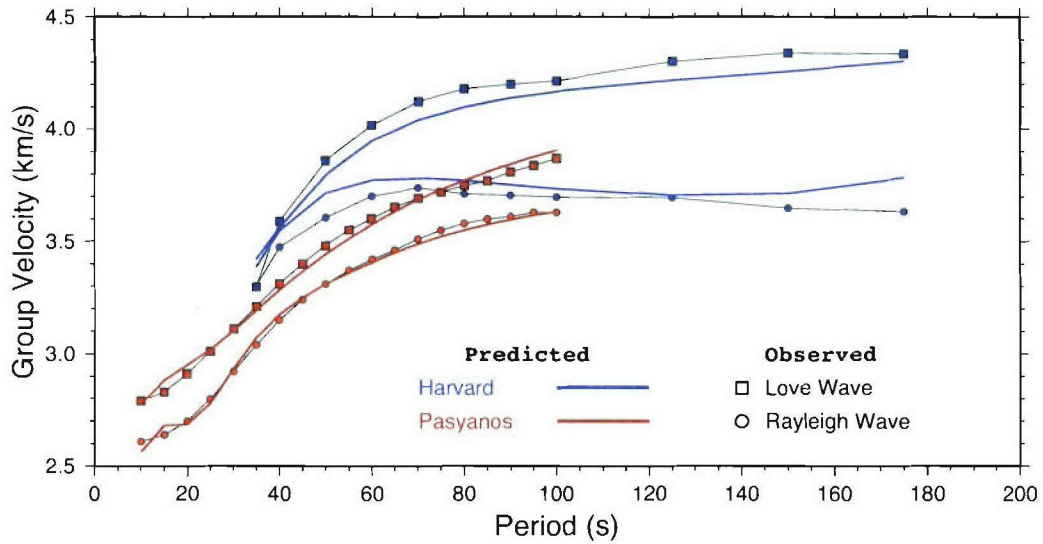 4.5
4.0
3.5
3.0
2.5
Group Velocity (km/s)
Predicted Observed
Harvard Love Wave
Pasyanos Rayleigh Wave
0 20 40 60 80 100 120 140 160 180 200
Period (s)